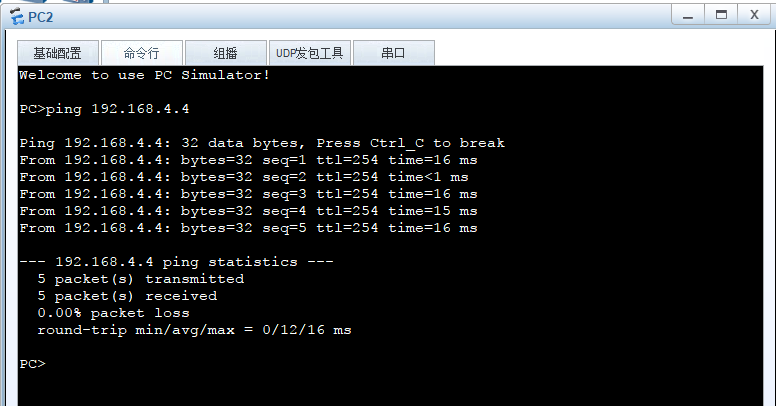 PC2
基础配置 命令行 组播 UDP发包工具 串口
Welcome to use PC Simulator!
PC>ping 192.168.4.4
Ping 192.168.4.4: 32 data bytes, Press Ctrl_C to break
From 192.168.4.4: bytes=32 seq=1 ttl=254 time=16 ms
From 192.168.4.4: bytes=32 seq=2 ttl=254 time<1 ms
From 192.168.4.4: bytes=32 seq=3 ttl=254 time=16 ms
From 192.168.4.4: bytes=32 seq=4 ttl=254 time=15 ms
From 192.168.4.4: bytes=32 seq=5 ttl=254 time=16 ms
--- 192.168.4.4 ping statistics ---
5 packet(s) transmitted
5 packet(s) received
0.00% packet loss
round-trip min/avg/max = 0/12/16 ms
PC>